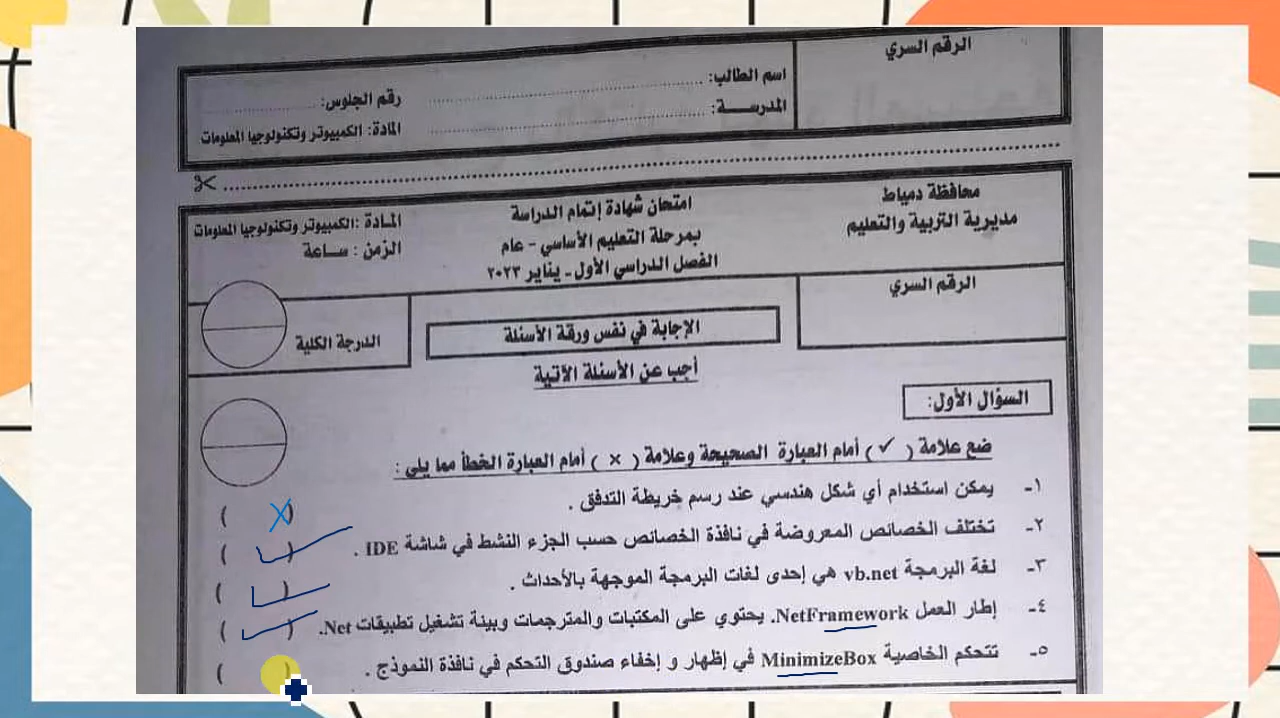 الرقم السري
اسم الطالب: ........................
رقم الجلوس: ........................
المدرســـة: ........................
المادة: الكمبيوتر وتكنولوجيا المعلومات
محافظة دمياط
مديرية التربية والتعليم
امتحان شهادة إتمام الدراسة
بمرحلة التعليم الأساسي - عام
الفصل الدراسي الأول - يناير ٢٠٢٣
المـادة :الكمبيوتر وتكنولوجيا المعلومات
الزمن : ســاعة
الرقم السري
الإجابة في نفس ورقة الأسئلة
الدرجة الكلية
أجب عن الأسئلة الآتية
السؤال الأول:
ضع علامة ( ✓ ) أمام العبارة الصحيحة وعلامة ( × ) أمام العبارة الخطأ مما يلي :
١- يمكن استخدام أي شكل هندسي عند رسم خريطة التدفق . ( X )
٢- تختلف الخصائص المعروضة في نافذة الخصائص حسب الجزء النشط في شاشة IDE . ( ✓ )
٣- لغة البرمجة vb.net هي إحدى لغات البرمجة الموجهة بالأحداث . ( ✓ )
٤- إطار العمل NetFramework. يحتوي على المكتبات والمترجمات وبيئة تشغيل تطبيقات Net. ( ✓ )
٥- تتحكم الخاصية MinimizeBox في إظهار و إخفاء صندوق التحكم في نافذة النموذج . ( )